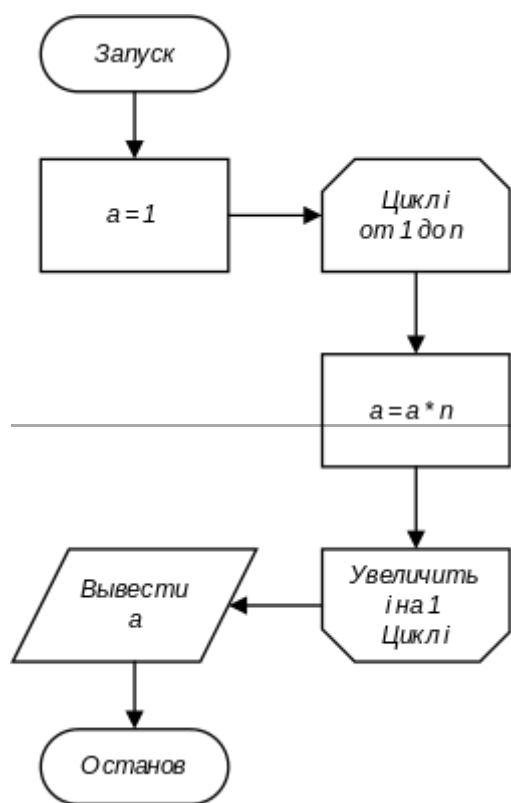 Запуск
a = 1
Цикл i
от 1 до n
a = a * n
Увеличить
i на 1
Цикл i
Вывести
a
Останов